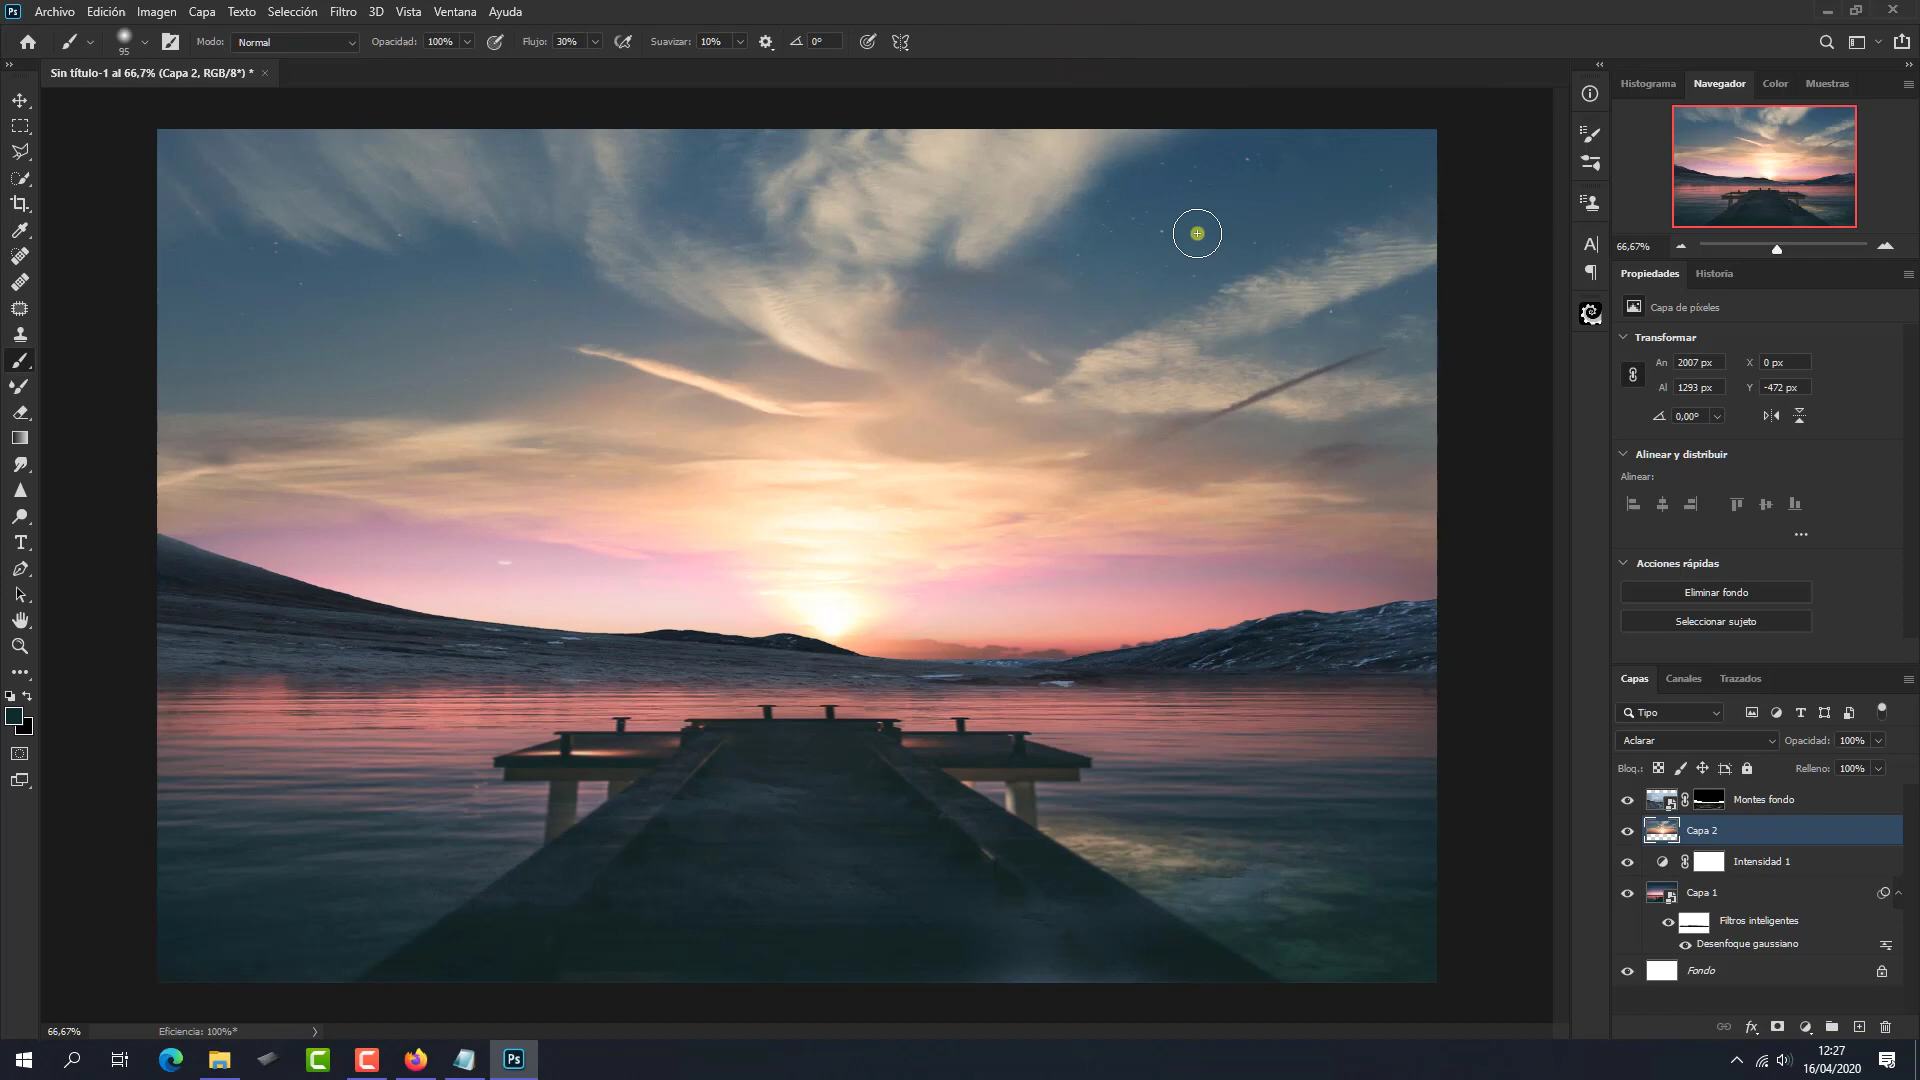 Ps Archivo Edición Imagen Capa Texto Selección Filtro 3D Vista Ventana Ayuda
95 Modo: Normal Opacidad: 100% Flujo: 30% Suavizar: 10% 0°
Sin título-1 al 66,7% (Capa 2, RGB/8*) *
Histograma Navegador Color Muestras
66,67%
Propiedades Historia
Capa de píxeles
Transformar
An 2007 px X 0 px
Al 1293 px Y -472 px
0,00°
Alinear y distribuir
Alinear:
Acciones rápidas
Eliminar fondo
Seleccionar sujeto
Capas Canales Trazados
Tipo
Aclarar Opacidad: 100%
Bloq.: Relleno: 100%
Montes fondo
Capa 2
Intensidad 1
Capa 1
Filtros inteligentes
Desenfoque gaussiano
Fondo
fx
66,67% Eficiencia: 100%*
Ps
12:27
16/04/2020